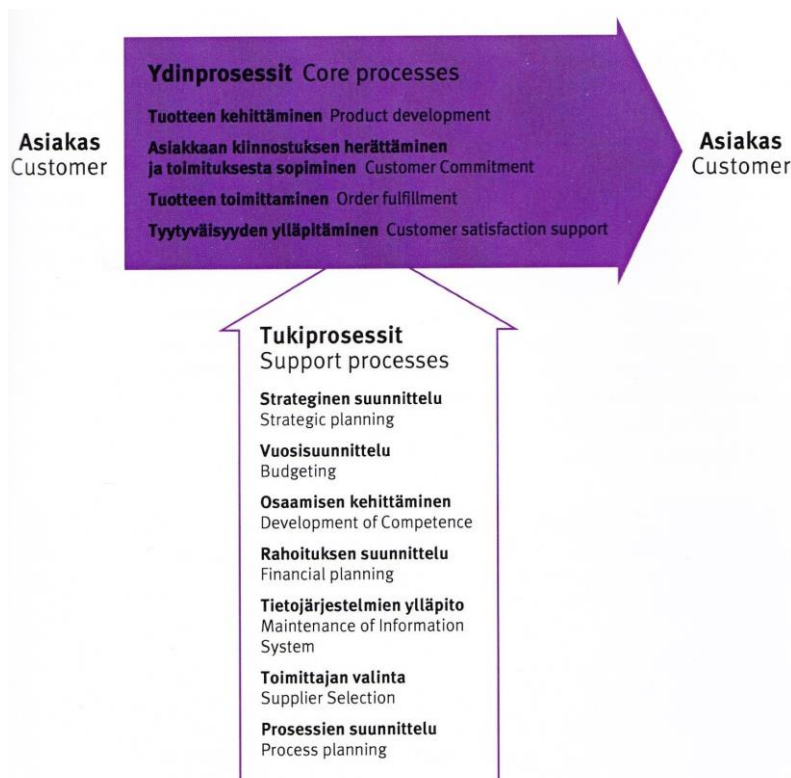 Ydinprosessit Core processes
Tuotteen kehittäminen Product development
Asiakkaan kiinnostuksen herättäminen
ja toimituksesta sopiminen Customer Commitment
Tuotteen toimittaminen Order fulfillment
Tyytyväisyyden ylläpitäminen Customer satisfaction support
Asiakas
Customer
Asiakas
Customer
Tukiprosessit
Support processes
Strateginen suunnittelu
Strategic planning
Vuosisuunnittelu
Budgeting
Osaamisen kehittäminen
Development of Competence
Rahoituksen suunnittelu
Financial planning
Tietojärjestelmien ylläpito
Maintenance of Information
System
Toimittajan valinta
Supplier Selection
Prosessien suunnittelu
Process planning